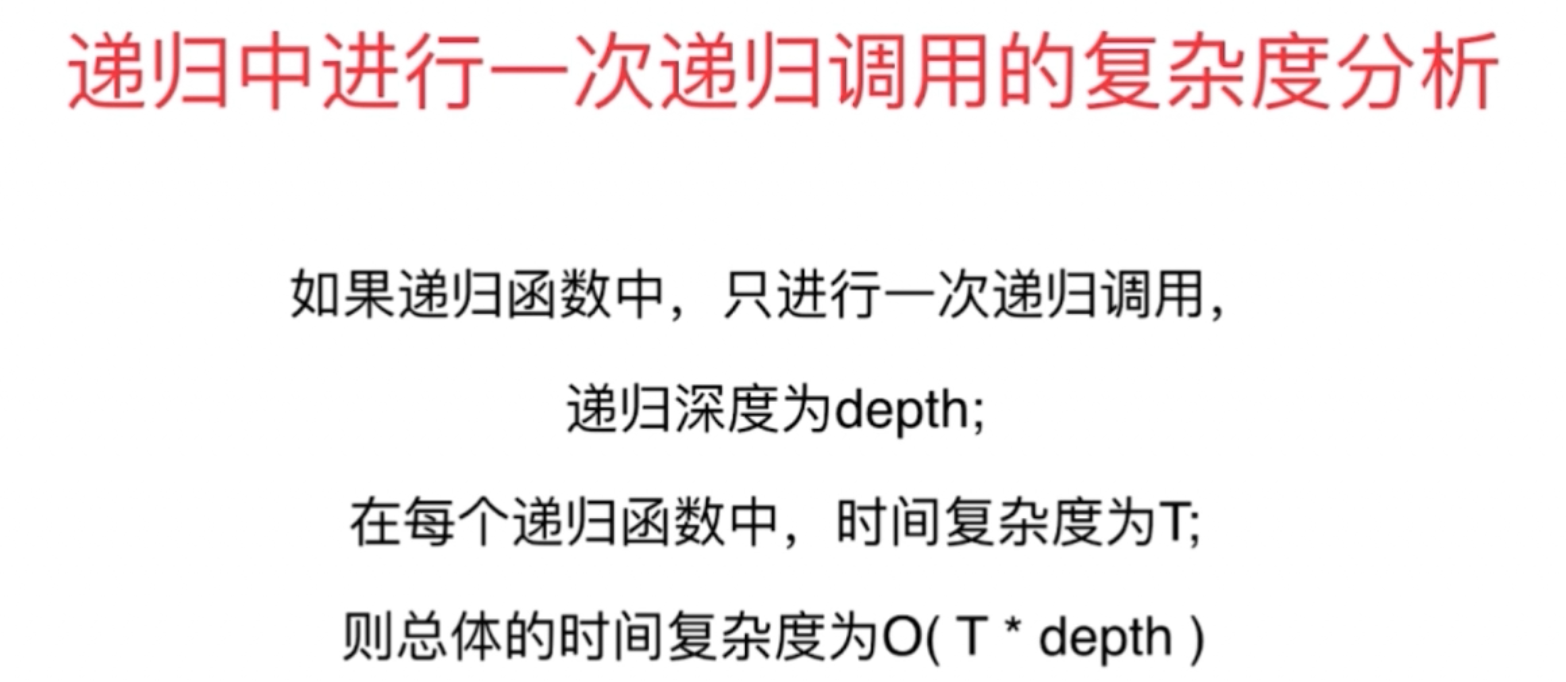 递归中进行一次递归调用的复杂度分析
如果递归函数中，只进行一次递归调用，
递归深度为depth;
在每个递归函数中，时间复杂度为T;
则总体的时间复杂度为O( T * depth )